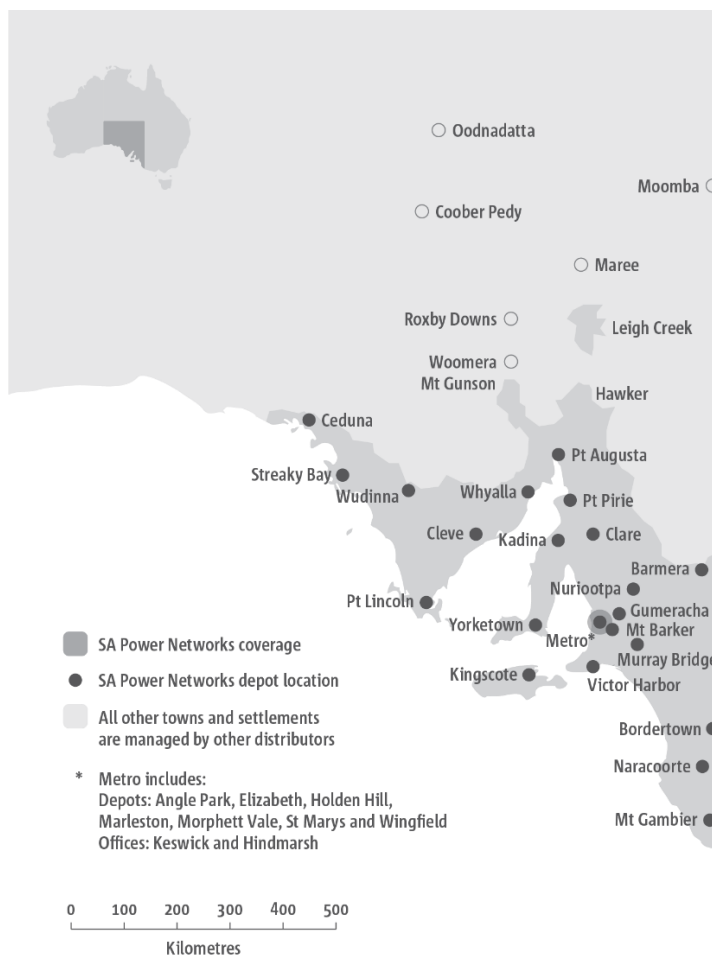 Oodnadatta
Moomba
Coober Pedy
Maree
Roxby Downs
Leigh Creek
Woomera
Mt Gunson
Hawker
Ceduna
Pt Augusta
Streaky Bay
Wudinna
Whyalla
Pt Pirie
Cleve
Kadina
Clare
Barmera
Nuriootpa
Pt Lincoln
Gumeracha
Yorketown
Mt Barker
Metro*
Murray Bridge
Kingscote
Victor Harbor
Bordertown
Naracoorte
Mt Gambier
SA Power Networks coverage
SA Power Networks depot location
All other towns and settlements
are managed by other distributors
* Metro includes:
Depots: Angle Park, Elizabeth, Holden Hill,
Marleston, Morphett Vale, St Marys and Wingfield
Offices: Keswick and Hindmarsh
0 100 200 300 400 500
Kilometres